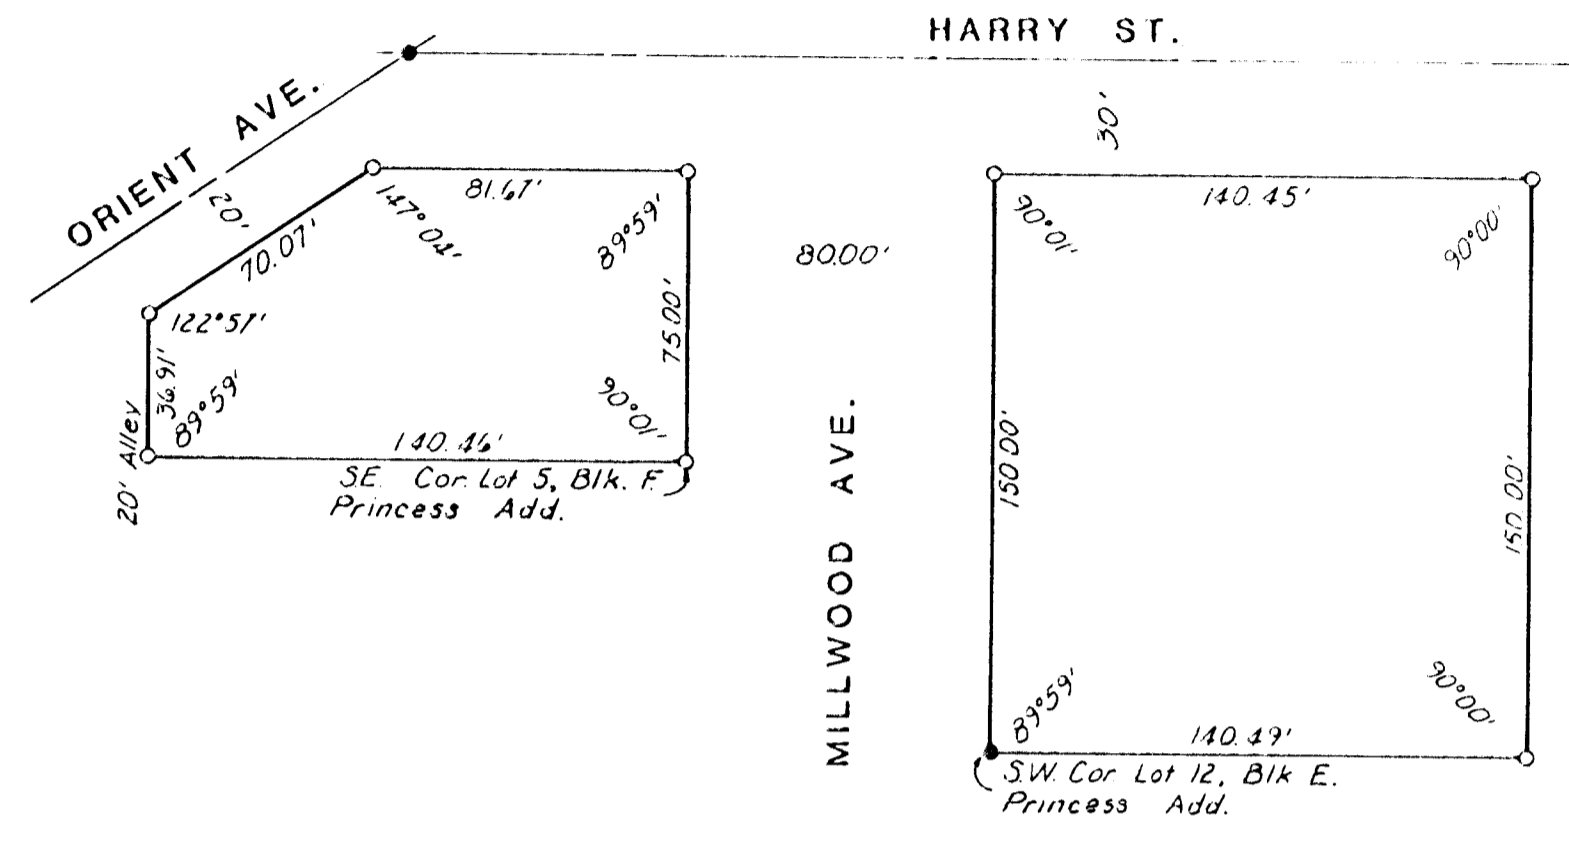 HARRY ST.
ORIENT AVE.
30'
20'
81.67'
147°04'
89°59'
70.07'
80.00'
140.45'
90°01'
90°00'
122°57'
75.00'
36.91'
89°59'
90°01'
20' Alley
140.46'
S.E. Cor. Lot 5, Blk. F.
Princess Add.
MILLWOOD AVE.
150.00'
150.00'
89°59'
90°00'
140.49'
S.W. Cor. Lot 12, Blk E.
Princess Add.